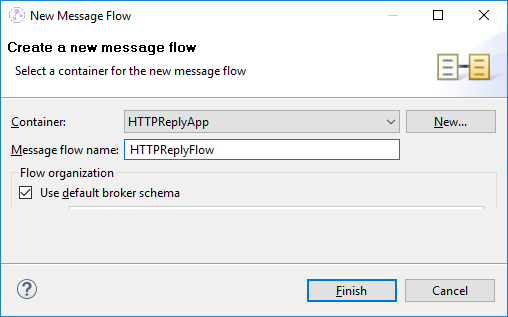 New Message Flow
Create a new message flow
Select a container for the new message flow
Container: HTTPReplyApp New...
Message flow name: HTTPReplyFlow
Flow organization
Use default broker schema
? Finish Cancel